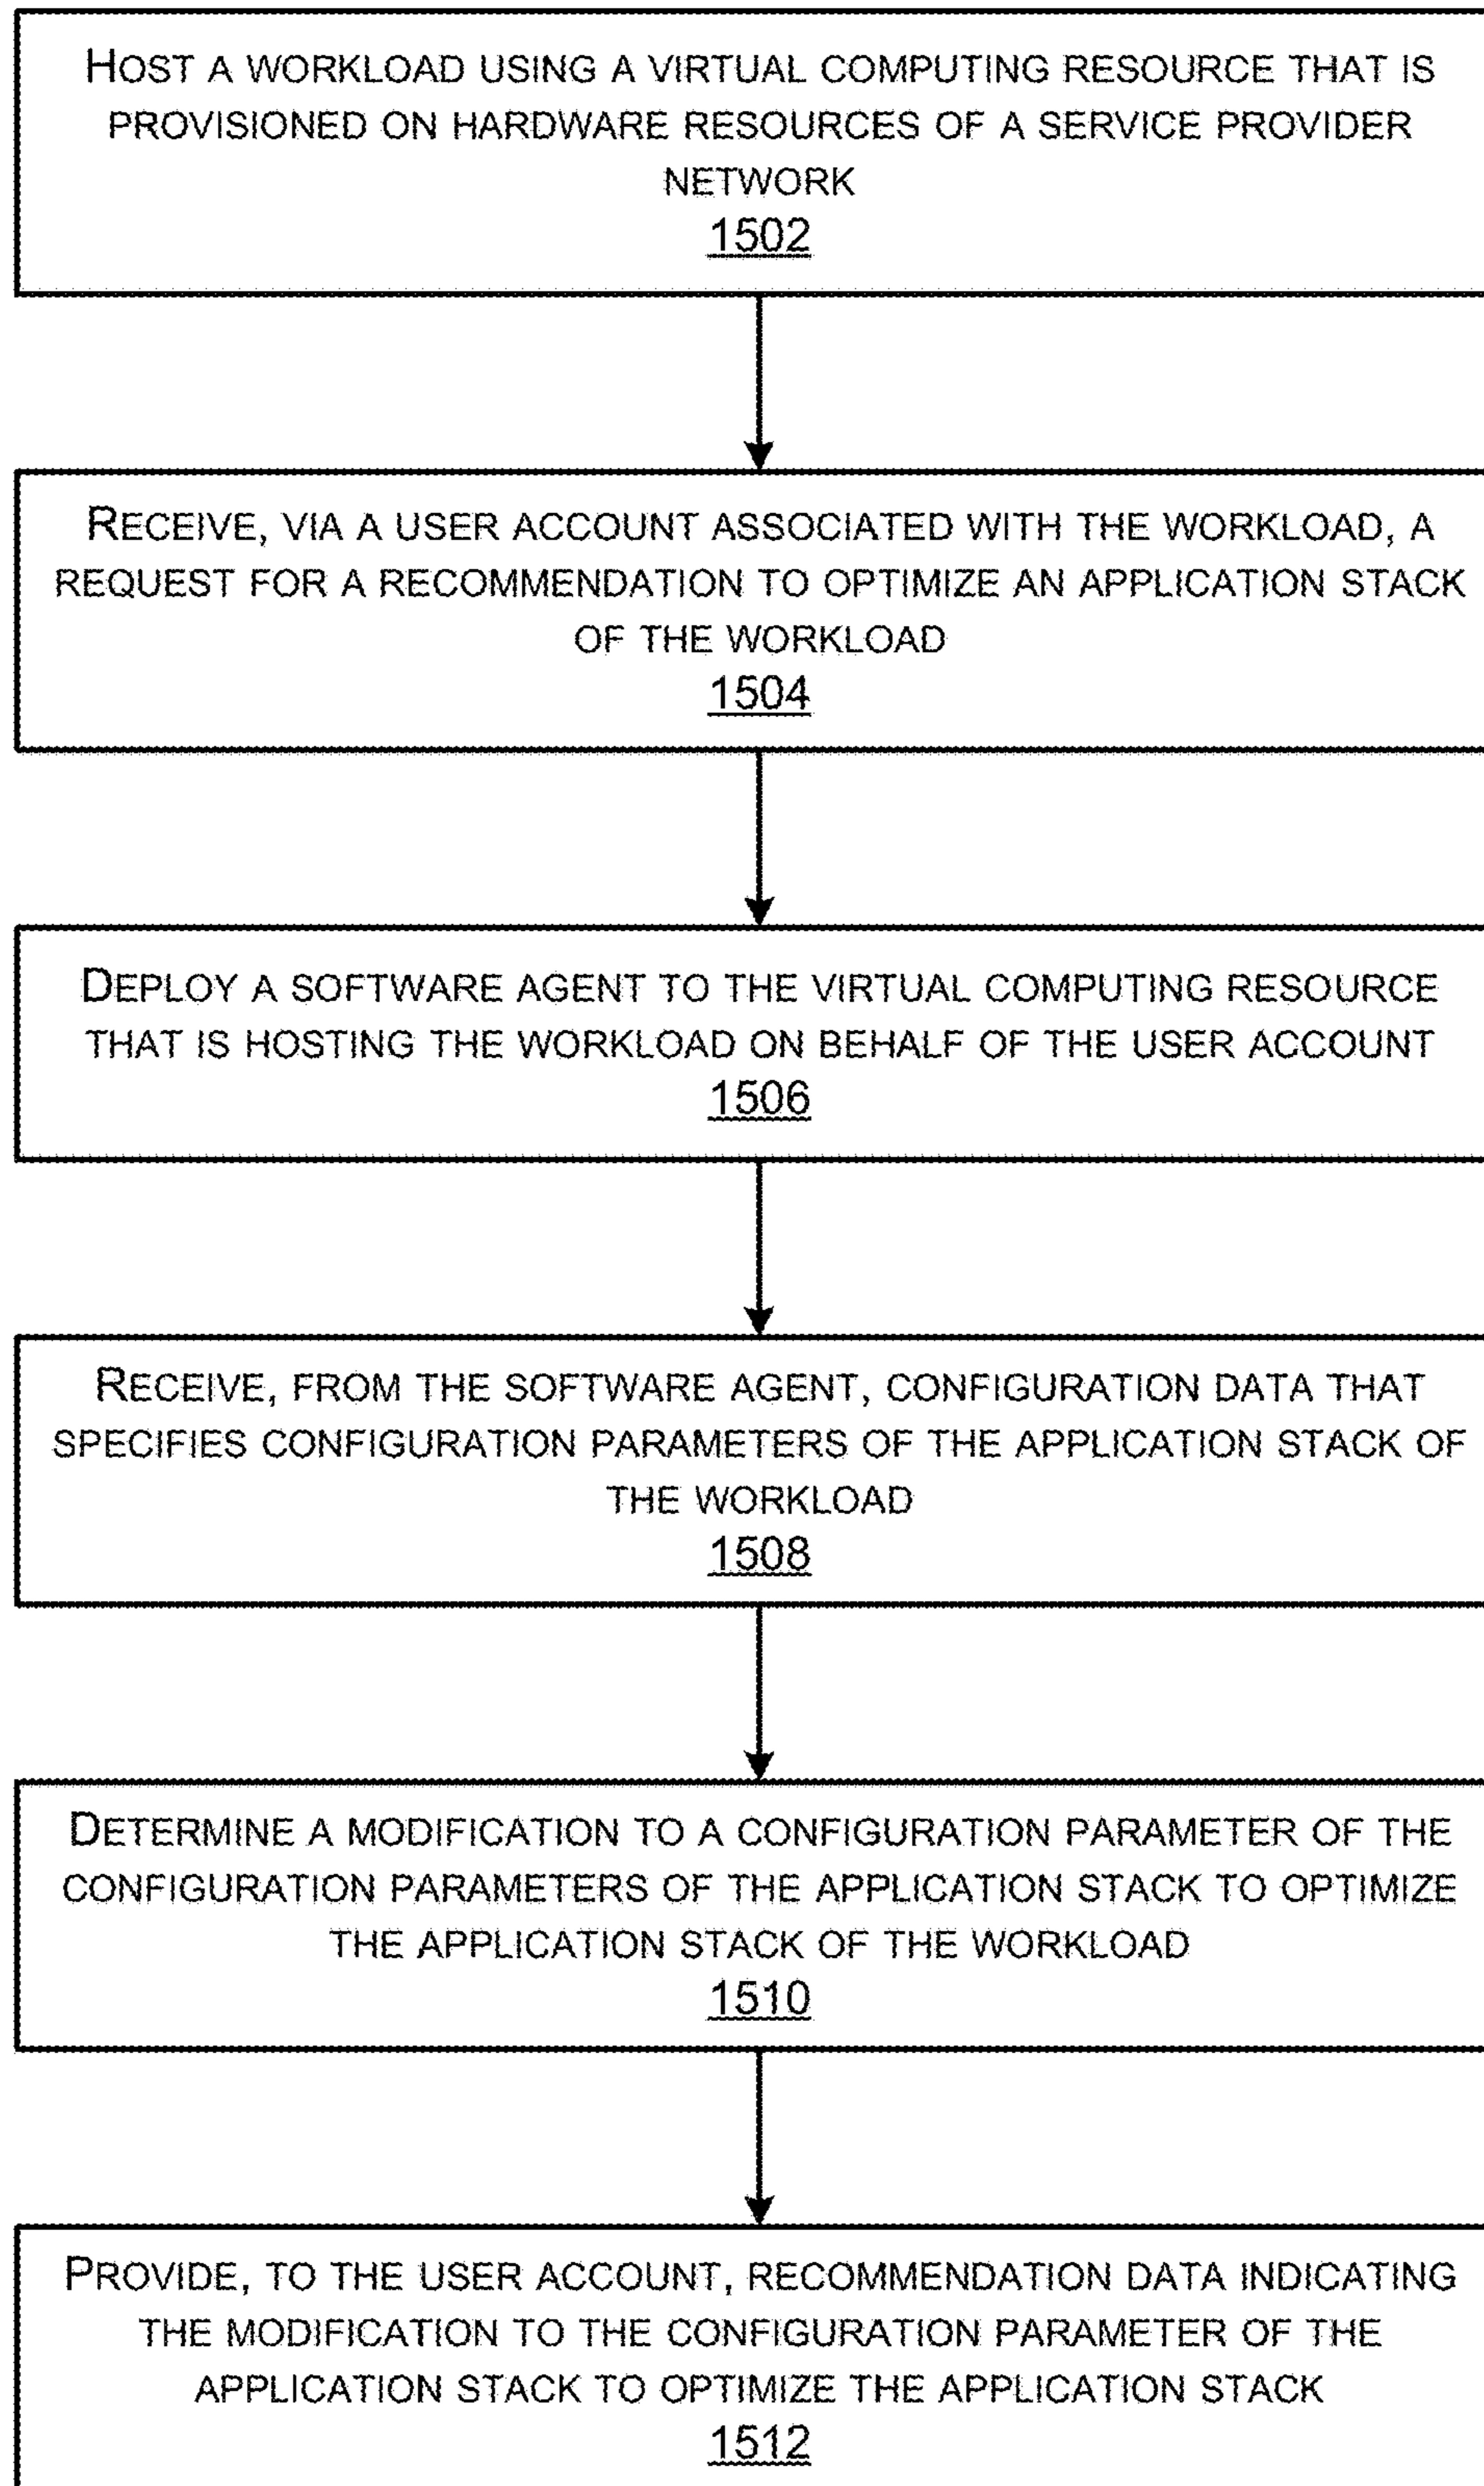 HOST A WORKLOAD USING A VIRTUAL COMPUTING RESOURCE THAT IS
PROVISIONED ON HARDWARE RESOURCES OF A SERVICE PROVIDER
NETWORK
1502
RECEIVE, VIA A USER ACCOUNT ASSOCIATED WITH THE WORKLOAD, A
REQUEST FOR A RECOMMENDATION TO OPTIMIZE AN APPLICATION STACK
OF THE WORKLOAD
1504
DEPLOY A SOFTWARE AGENT TO THE VIRTUAL COMPUTING RESOURCE
THAT IS HOSTING THE WORKLOAD ON BEHALF OF THE USER ACCOUNT
1506
RECEIVE, FROM THE SOFTWARE AGENT, CONFIGURATION DATA THAT
SPECIFIES CONFIGURATION PARAMETERS OF THE APPLICATION STACK OF
THE WORKLOAD
1508
DETERMINE A MODIFICATION TO A CONFIGURATION PARAMETER OF THE
CONFIGURATION PARAMETERS OF THE APPLICATION STACK TO OPTIMIZE
THE APPLICATION STACK OF THE WORKLOAD
1510
PROVIDE, TO THE USER ACCOUNT, RECOMMENDATION DATA INDICATING
THE MODIFICATION TO THE CONFIGURATION PARAMETER OF THE
APPLICATION STACK TO OPTIMIZE THE APPLICATION STACK
1512